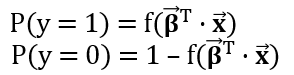 P(y = 1) = f(β⃗ᵀ · x⃗)
P(y = 0) = 1 – f(β⃗ᵀ · x⃗)